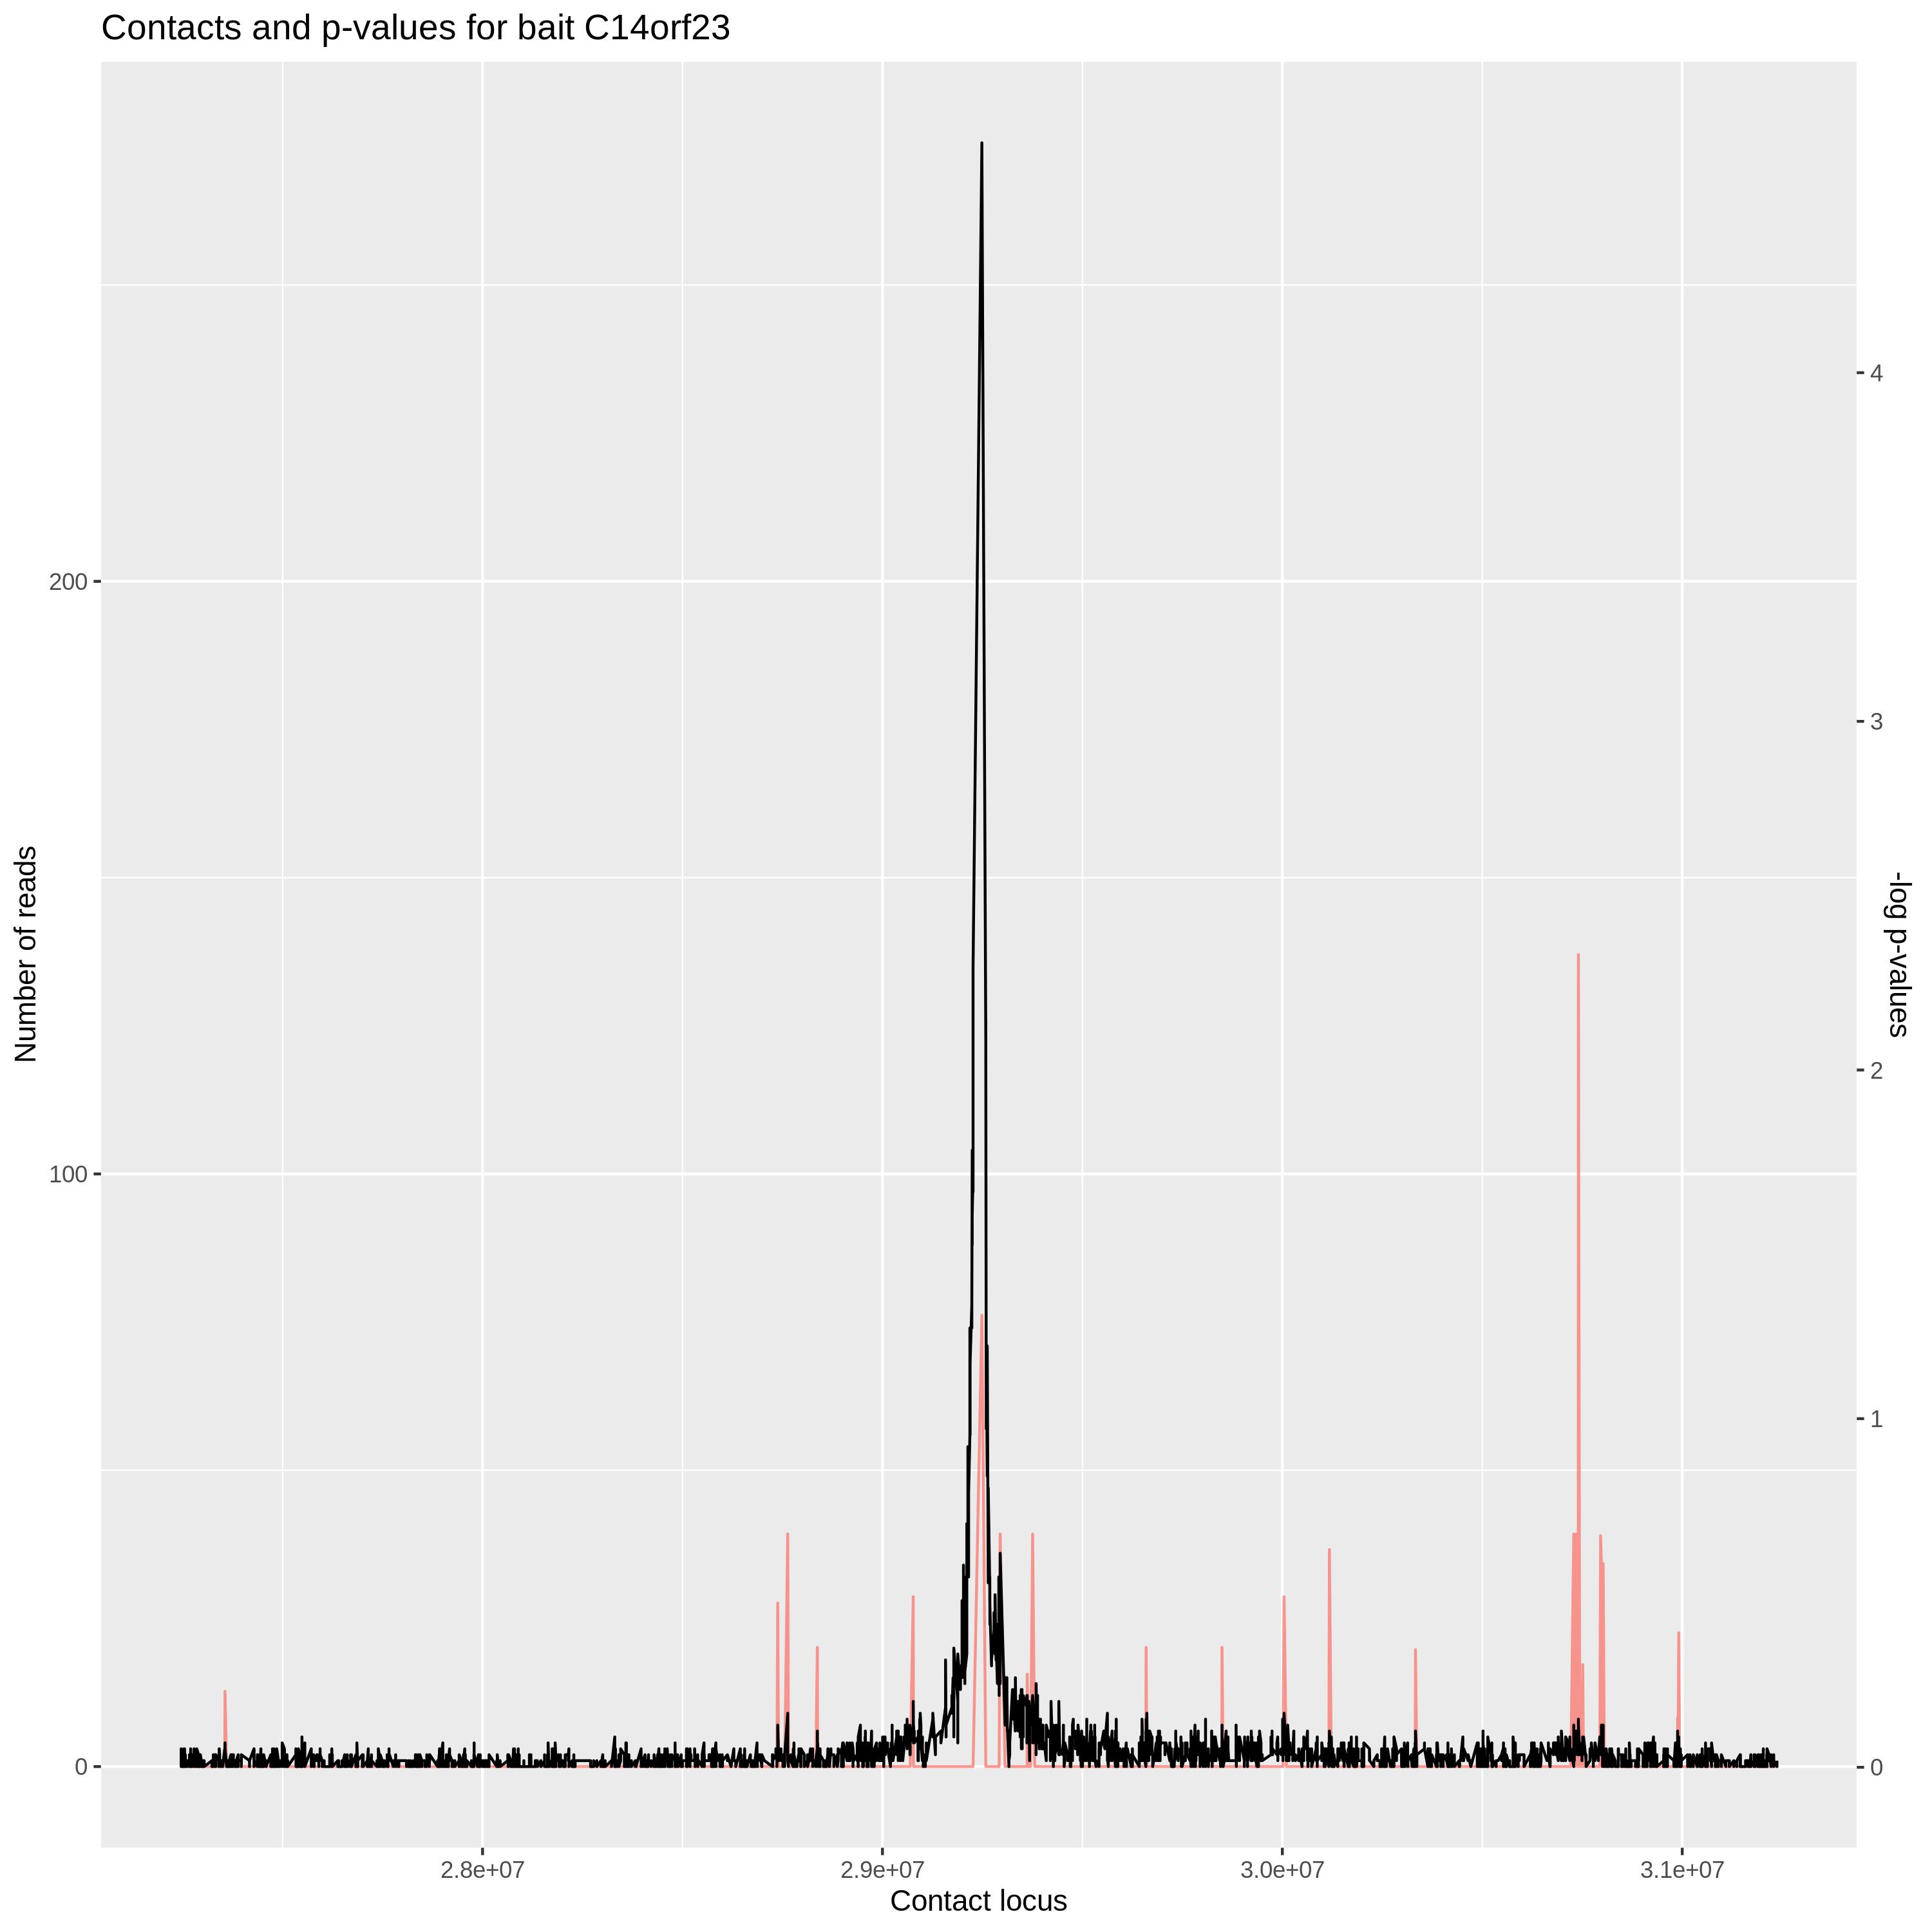 Contacts and p-values for bait C14orf23
Number of reads
200
100
0
4
3
2
1
0
-log p-values
2.8e+07 2.9e+07 3.0e+07 3.1e+07
Contact locus